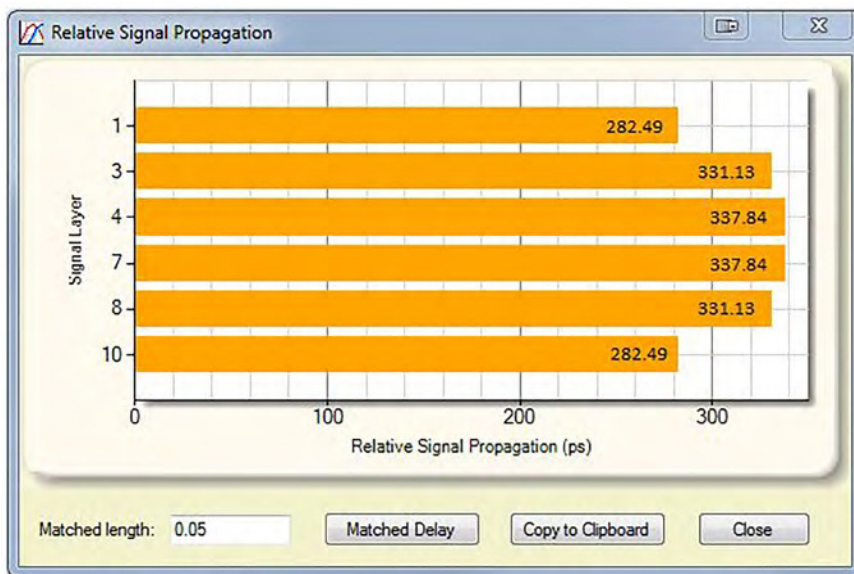 Relative Signal Propagation
1
282.49
3
331.13
4
337.84
7
337.84
8
331.13
10
282.49
Signal Layer
0 100 200 300
Relative Signal Propagation (ps)
Matched length: 0.05 Matched Delay Copy to Clipboard Close